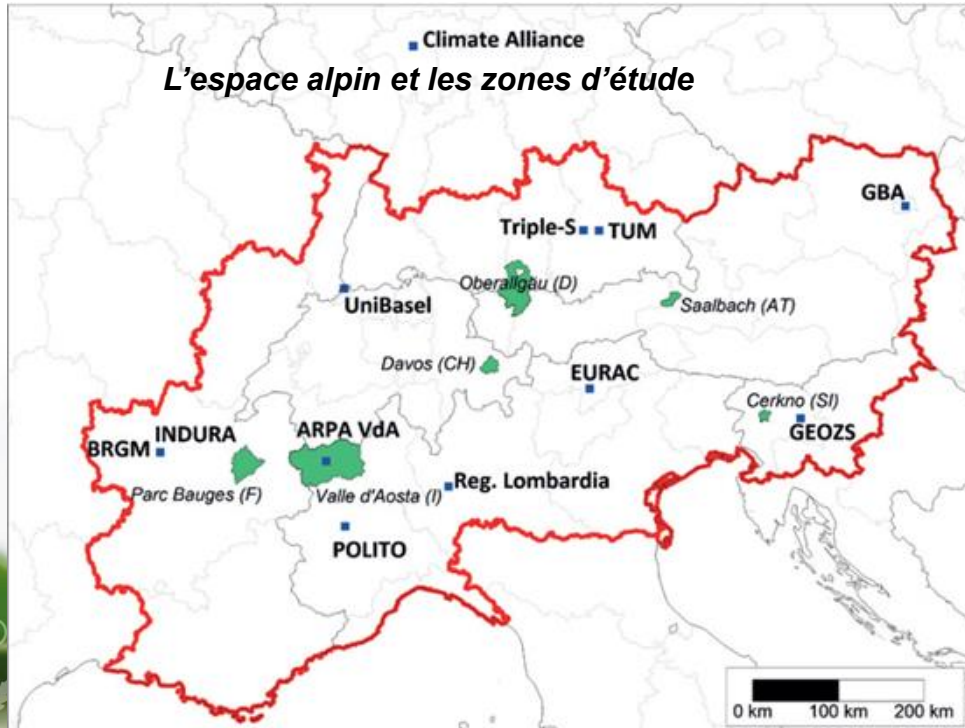 Climate Alliance
L'espace alpin et les zones d'étude
GBA
Triple-S
TUM
Oberallgäu (D)
UniBasel
Saalbach (AT)
Davos (CH)
EURAC
Cerkno (SI)
GEOZS
ARPA VdA
INDURA
BRGM
Parc Bauges (F)
Valle d'Aosta (I)
Reg. Lombardia
POLITO
0 km 100 km 200 km